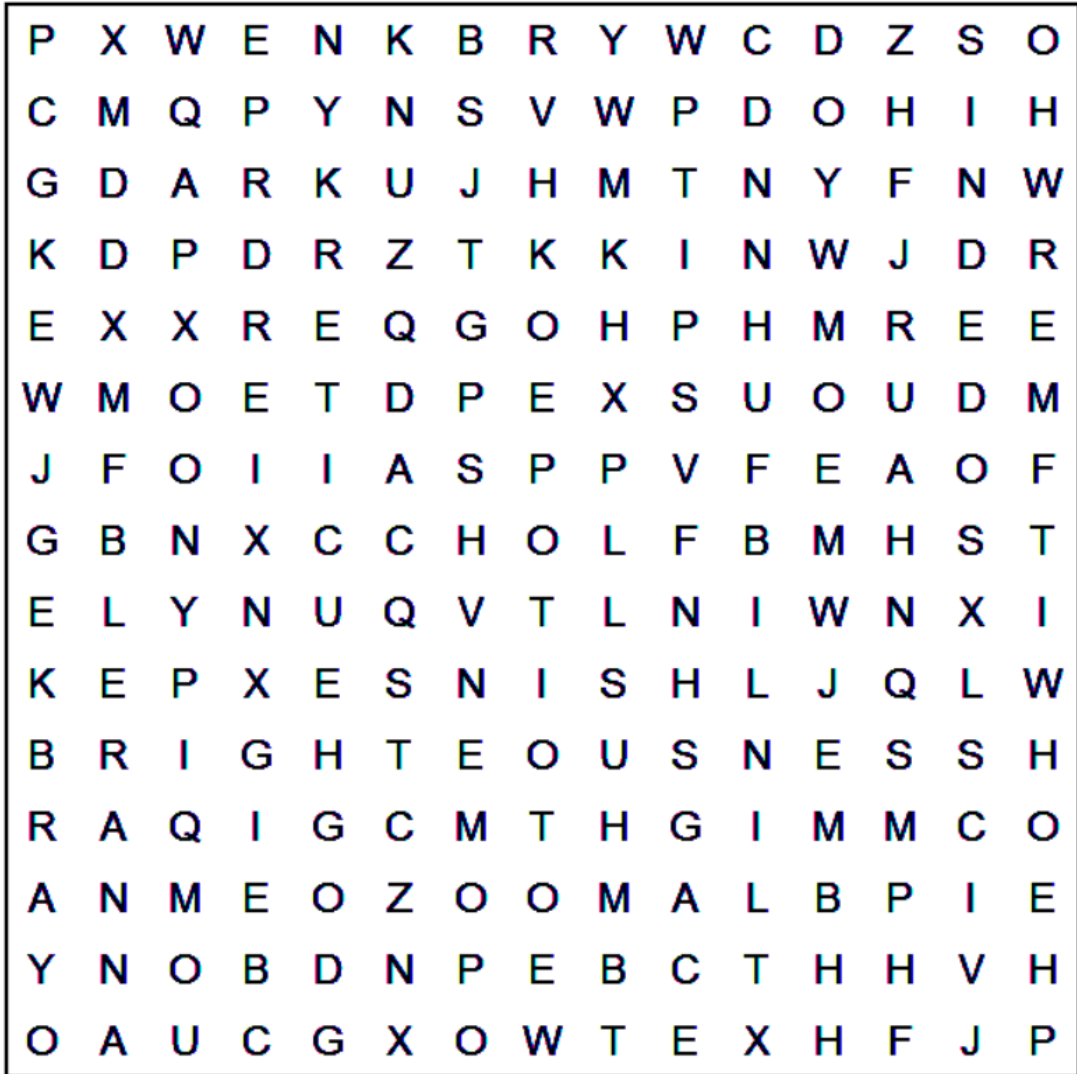 P X W E N K B R Y W C D Z S O
C M Q P Y N S V W P D O H I H
G D A R K U J H M T N Y F N W
K D P D R Z T K K I N W J D R
E X X R E Q G O H P H M R E E
W M O E T D P E X S U O U D M
J F O I I A S P P V F E A O F
G B N X C C H O L F B M H S T
E L Y N U Q V T L N I W N X I
K E P X E S N I S H L J Q L W
B R I G H T E O U S N E S S H
R A Q I G C M T H G I M M C O
A N M E O Z O O M A L B P I E
Y N O B D N P E B C T H H V H
O A U C G X O W T E X H F J P